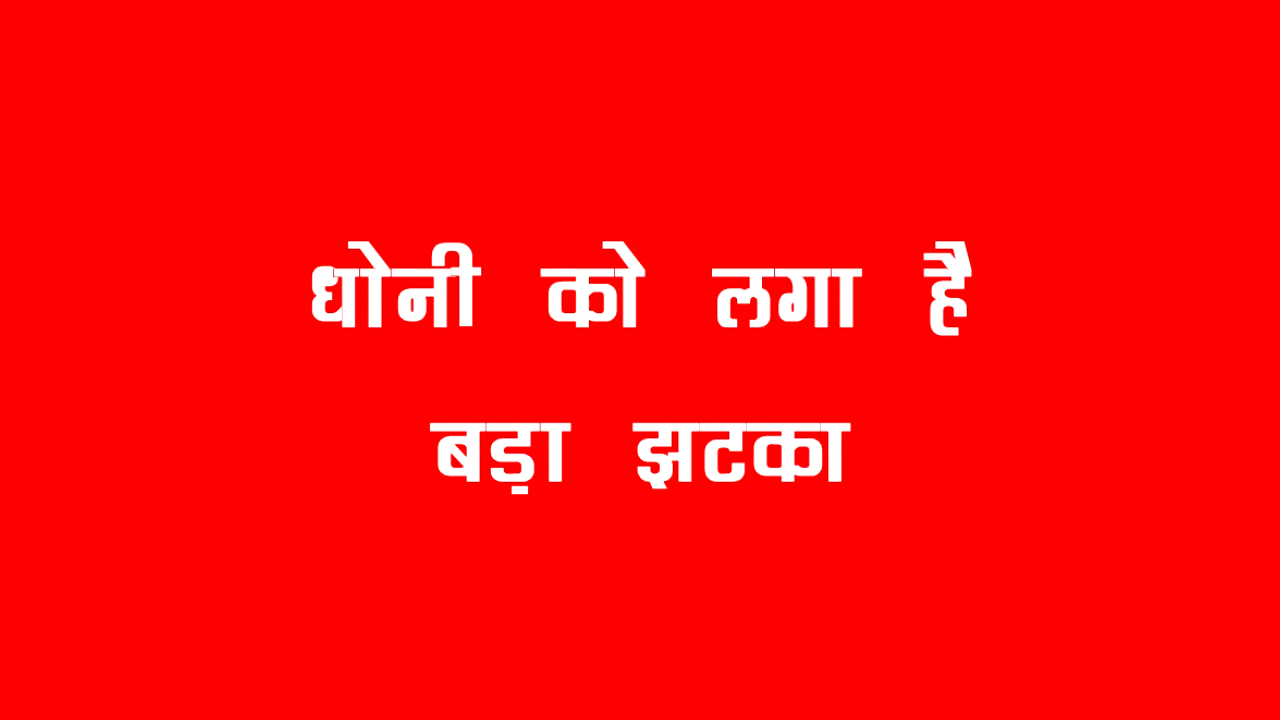 धोनी को लगा है
बड़ा झटका